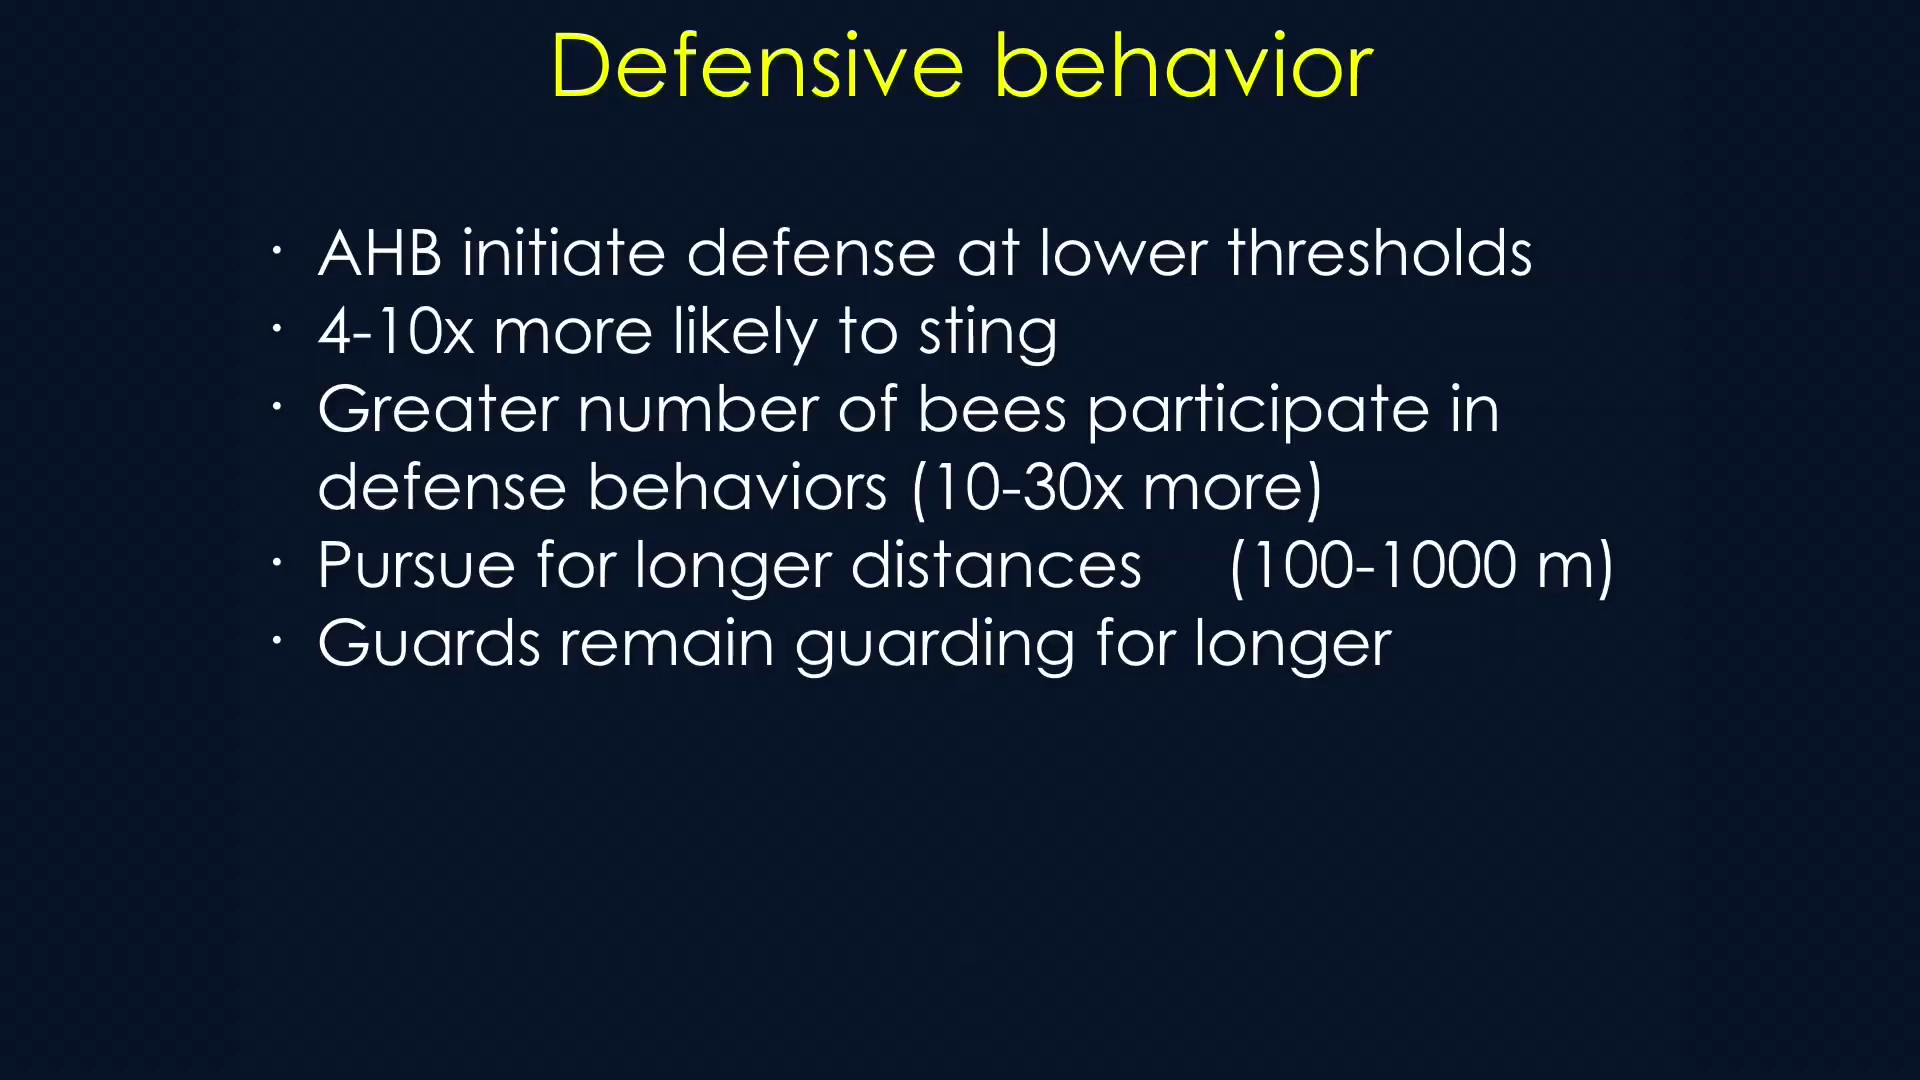 Defensive behavior
· AHB initiate defense at lower thresholds
· 4-10x more likely to sting
· Greater number of bees participate in
defense behaviors (10-30x more)
· Pursue for longer distances (100-1000 m)
· Guards remain guarding for longer